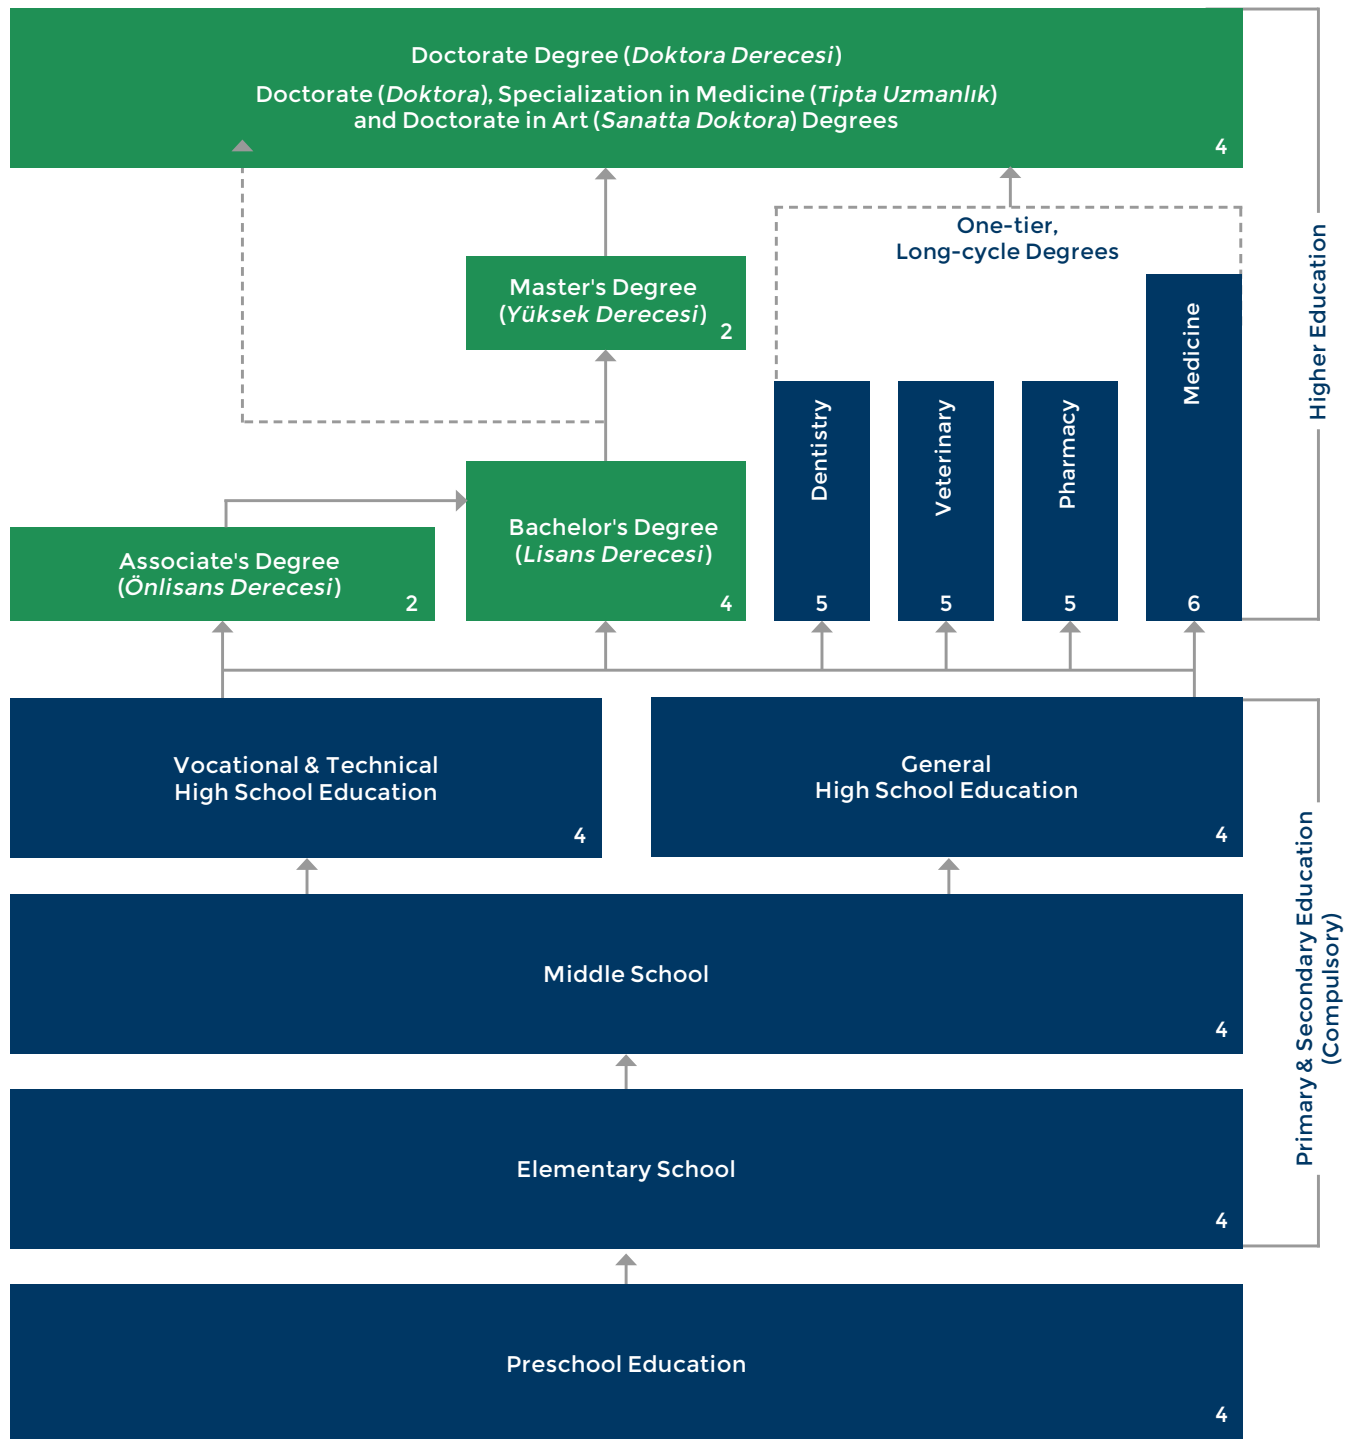 Doctorate Degree (Doktora Derecesi)
Doctorate (Doktora), Specialization in Medicine (Tipta Uzmanlık)
and Doctorate in Art (Sanatta Doktora) Degrees
4
One-tier,
Long-cycle Degrees
Higher Education
Master's Degree
(Yüksek Derecesi)
2
Medicine
6
Dentistry
5
Veterinary
5
Pharmacy
5
Bachelor's Degree
(Lisans Derecesi)
4
Associate's Degree
(Önlisans Derecesi)
2
Vocational & Technical
High School Education
4
General
High School Education
4
Primary & Secondary Education
(Compulsory)
Middle School
4
Elementary School
4
Preschool Education
4